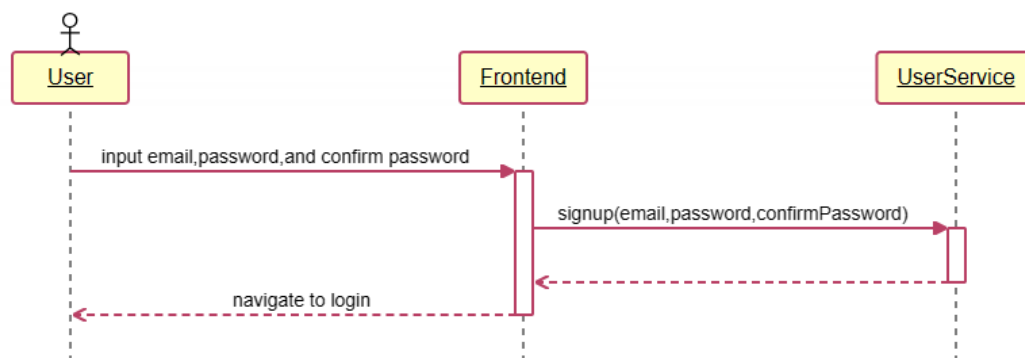 User
Frontend
UserService
input email,password,and confirm password
signup(email,password,confirmPassword)
navigate to login